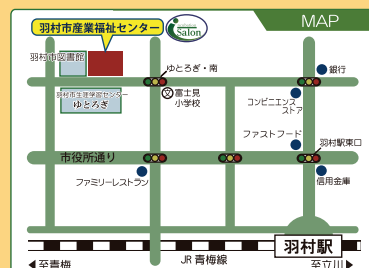 MAP
羽村市産業福祉センター
Salon
羽村市図書館
ゆとろぎ・南
銀行
羽村市生涯学習センター
ゆとろぎ
文
富士見
小学校
コンビニエンス
ストア
ファストフード
羽村駅東口
市役所通り
ファミリーレストラン
信用金庫
羽村駅
JR 青梅線
至青梅
至立川